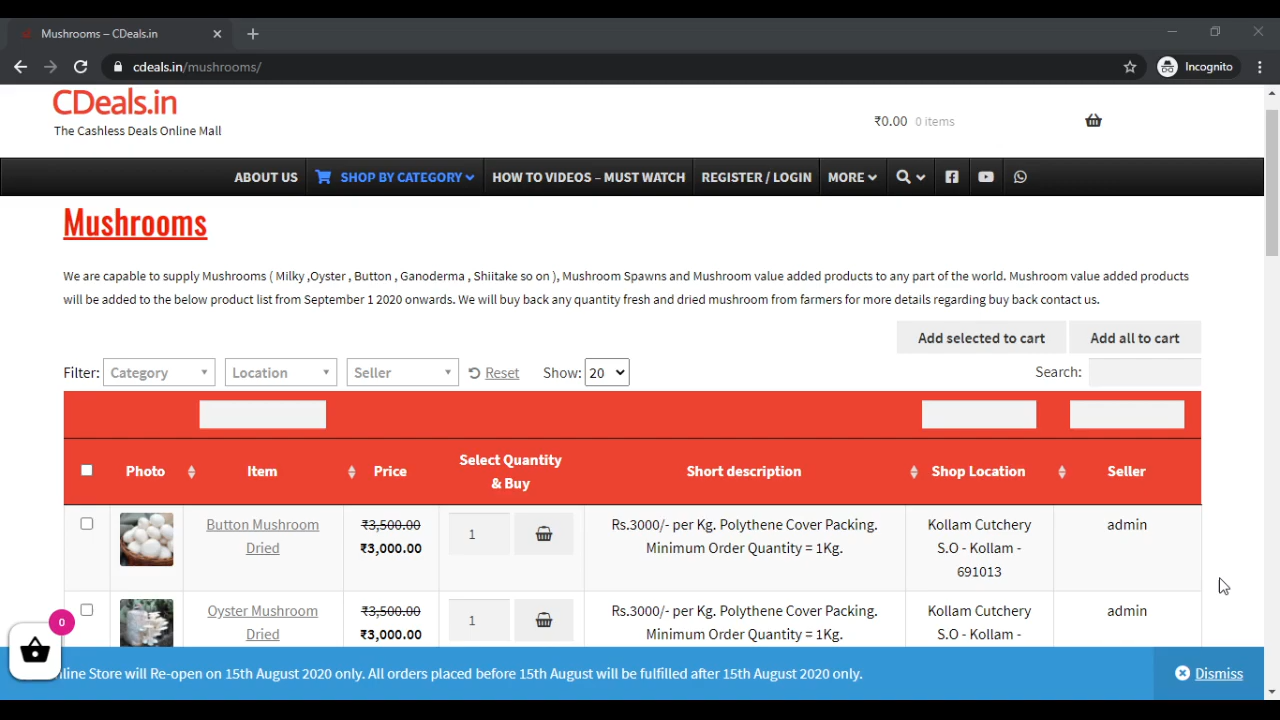 Mushrooms – CDeals.in
cdeals.in/mushrooms/
Incognito
CDeals.in
The Cashless Deals Online Mall
₹0.00 0 items
ABOUT US SHOP BY CATEGORY HOW TO VIDEOS – MUST WATCH REGISTER / LOGIN MORE
Mushrooms
We are capable to supply Mushrooms ( Milky ,Oyster , Button , Ganoderma , Shiitake so on ), Mushroom Spawns and Mushroom value added products to any part of the world. Mushroom value added products
will be added to the below product list from September 1 2020 onwards. We will buy back any quantity fresh and dried mushroom from farmers for more details regarding buy back contact us.
Add selected to cart Add all to cart
Filter: Category Location Seller Reset Show: 20 Search:
Photo Item Price Select Quantity
& Buy Short description Shop Location Seller
Button Mushroom
Dried
₹3,500.00
₹3,000.00
1
Rs.3000/- per Kg. Polythene Cover Packing.
Minimum Order Quantity = 1Kg.
Kollam Cutchery
S.O - Kollam -
691013
admin
Oyster Mushroom
Dried
₹3,500.00
₹3,000.00
1
Rs.3000/- per Kg. Polythene Cover Packing.
Minimum Order Quantity = 1Kg.
Kollam Cutchery
S.O - Kollam -
admin
0
Store will Re-open on 15th August 2020 only. All orders placed before 15th August will be fulfilled after 15th August 2020 only.
Dismiss